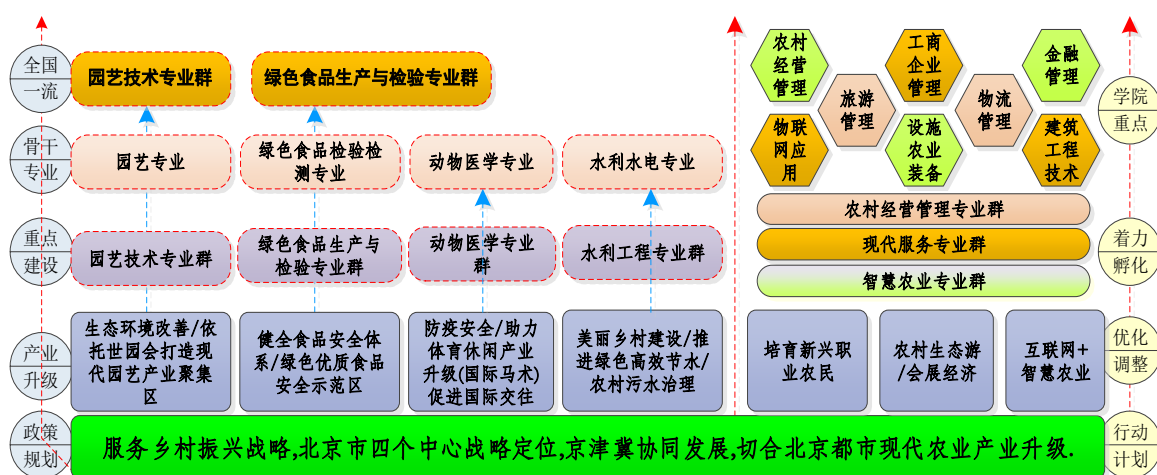 全国
一流
园艺技术专业群
绿色食品生产与检验专业群
骨干
专业
园艺专业
绿色食品检验检
测专业
动物医学专业
水利水电专业
重点
建设
园艺技术专业群
绿色食品生产与
检验专业群
动物医学专业
群
水利工程专业群
产业
升级
生态环境改善/依
托世园会打造现
代园艺产业聚集
区
健全食品安全体
系/绿色优质食品
安全示范区
防疫安全/助力
体育休闲产业
升级(国际马术)
促进国际交往
美丽乡村建设/推
进绿色高效节水/
农村污水治理
农村
经营
管理
工商
企业
管理
金融
管理
旅游
管理
物流
管理
物联
网应
用
设施
农业
装备
建筑
工程
技术
学院
重点
农村经营管理专业群
现代服务专业群
智慧农业专业群
着力
孵化
培育新兴职
业农民
农村生态游
/会展经济
互联网+
智慧农业
优化
调整
政策
规划
服务乡村振兴战略,北京市四个中心战略定位,京津冀协同发展,切合北京都市现代农业产业升级.
行动
计划